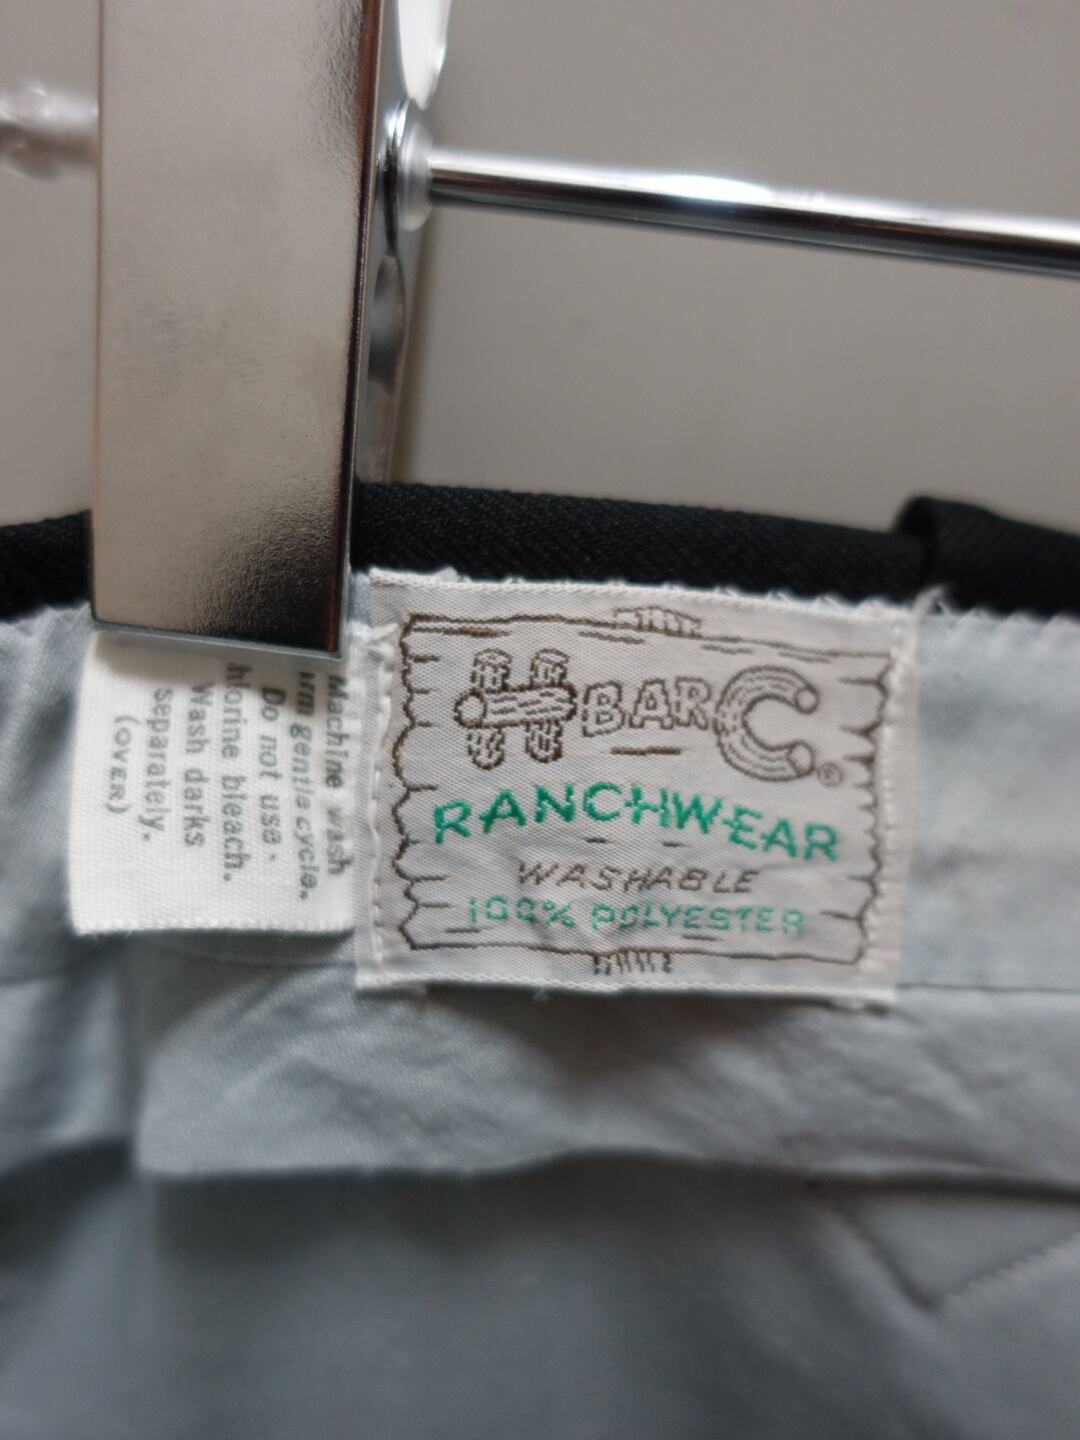 Machine wash
warm gentle cycle.
Do not use
chlorine bleach.
Wash darks
separately.
(OVER)
H BAR C®
RANCHWEAR
WASHABLE
100% POLYESTER